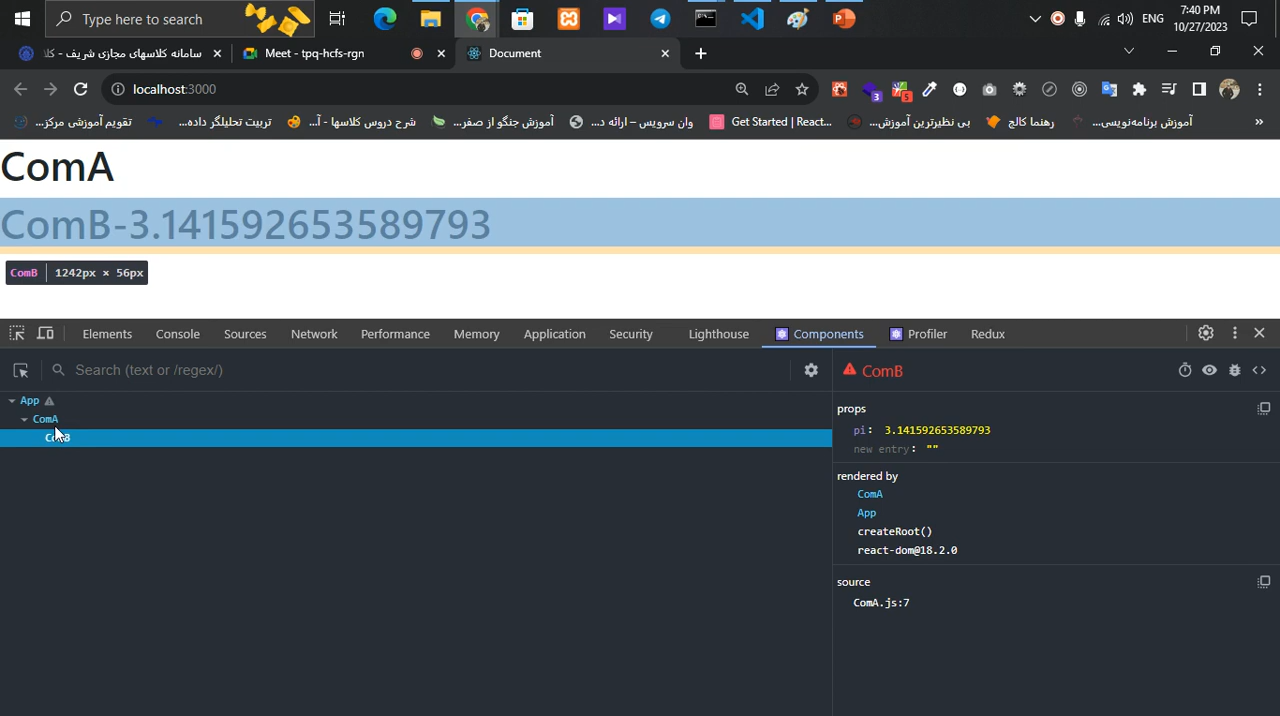 Type here to search
ENG
7:40 PM
10/27/2023
سامانه کلاسهای مجازی شریف - کلا
Meet - tpq-hcfs-rgn
Document
localhost:3000
3
5
تقویم آموزشی مرکز...
تربیت تحلیلگر داده...
شرح دروس کلاسها - آ...
آموزش جنگو از صفر...
وان سرویس – ارائه د...
Get Started | React...
بی نظیرترین آموزش...
رهنما کالج
آموزش برنامه‌نویسی...
»
ComA
ComB-3.141592653589793
ComB | 1242px × 56px
Elements Console Sources Network Performance Memory Application Security Lighthouse Components Profiler Redux
Search (text or /regex/)
ComB
App
ComA
ComB
props
pi: 3.141592653589793
new entry: ""
rendered by
ComA
App
createRoot()
react-dom@18.2.0
source
ComA.js:7